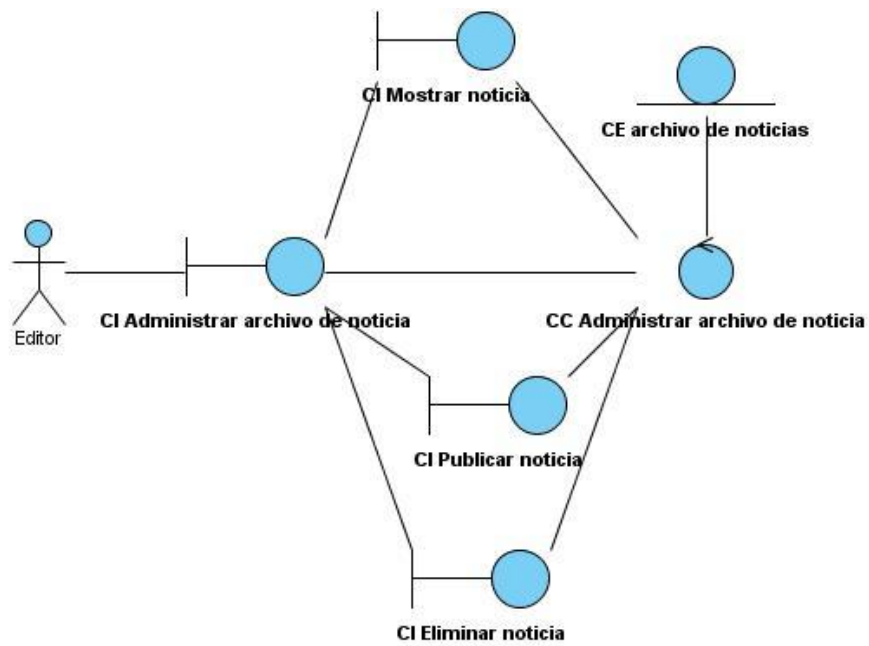 CI Mostrar noticia
CE archivo de noticias
CI Administrar archivo de noticia
CC Administrar archivo de noticia
Editor
CI Publicar noticia
CI Eliminar noticia